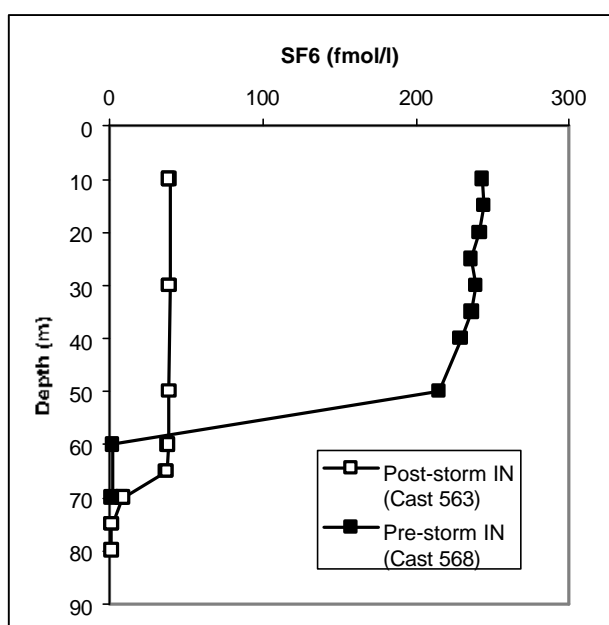 SF6 (fmol/l)
0 100 200 300
0
10
20
30
40
50
60
70
80
90
Depth (m)
Post-storm IN
(Cast 563)
Pre-storm IN
(Cast 568)